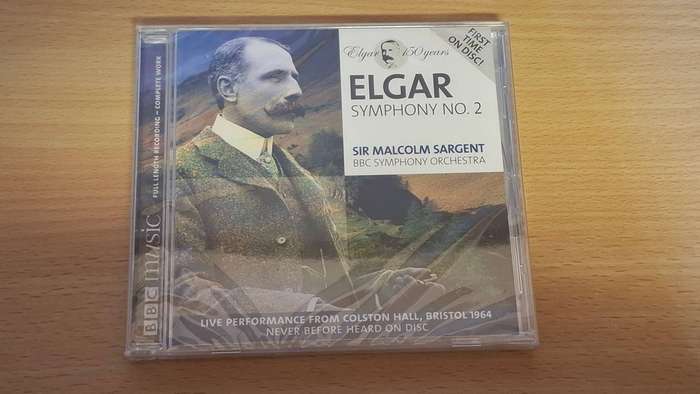 Elgar 150 years
FIRST
TIME
ON DISC!
ELGAR
SYMPHONY NO. 2
SIR MALCOLM SARGENT
BBC SYMPHONY ORCHESTRA
FULL LENGTH RECORDING – COMPLETE WORK
BBC music
LIVE PERFORMANCE FROM COLSTON HALL, BRISTOL 1964
NEVER BEFORE HEARD ON DISC